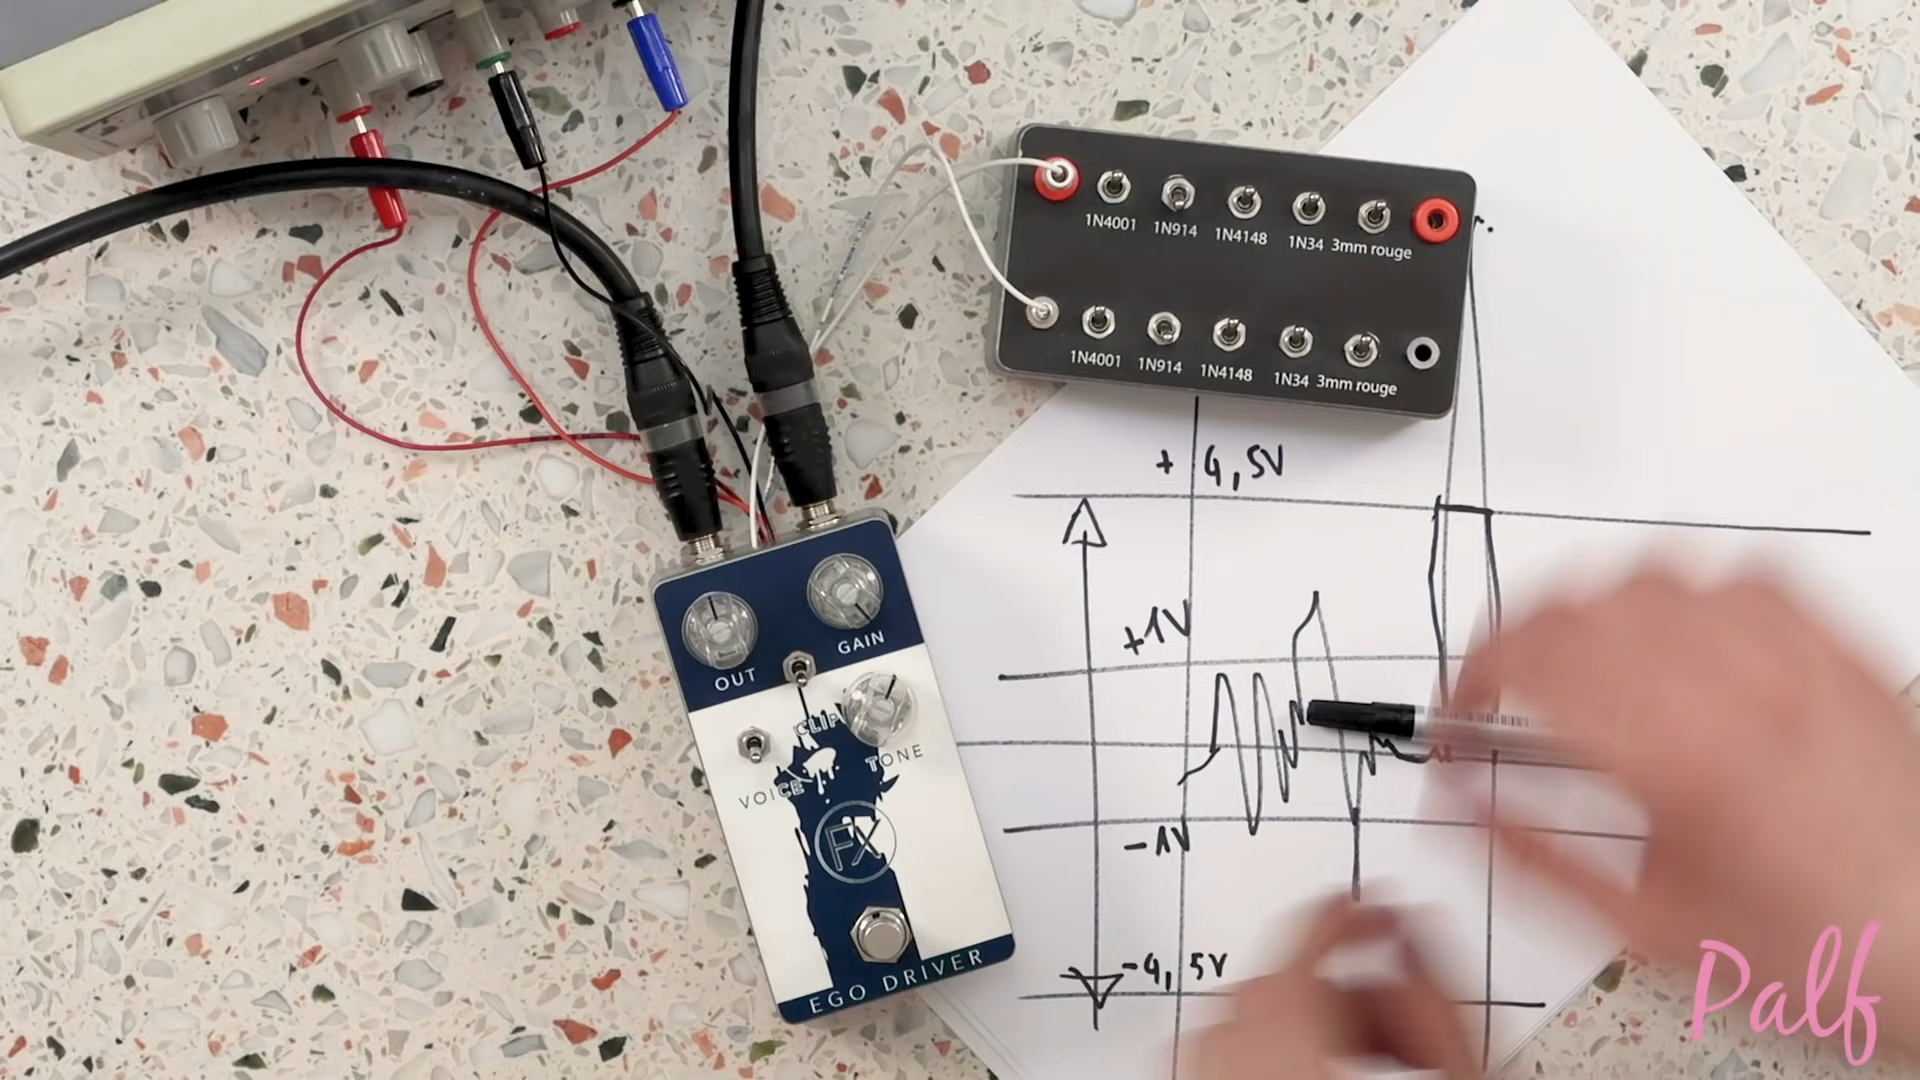 1N4001 1N914 1N4148 1N34 3mm rouge
1N4001 1N914 1N4148 1N34 3mm rouge
+ 4,5V
+1V
-1V
-4,5V
OUT
GAIN
CLIP
VOICE
TONE
FX
EGO DRIVER
Palf